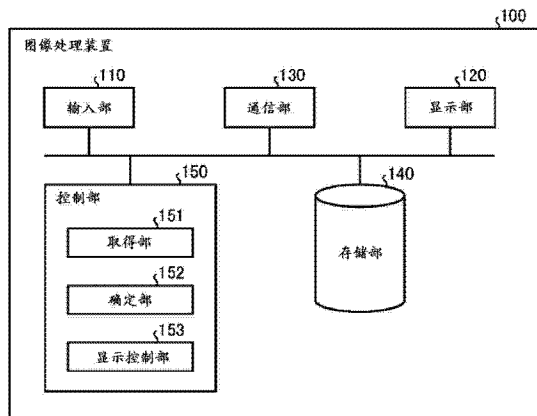 100
图像处理装置
110
130
120
输入部
通信部
显示部
150
140
控制部
151
取得部
存储部
152
确定部
153
显示控制部